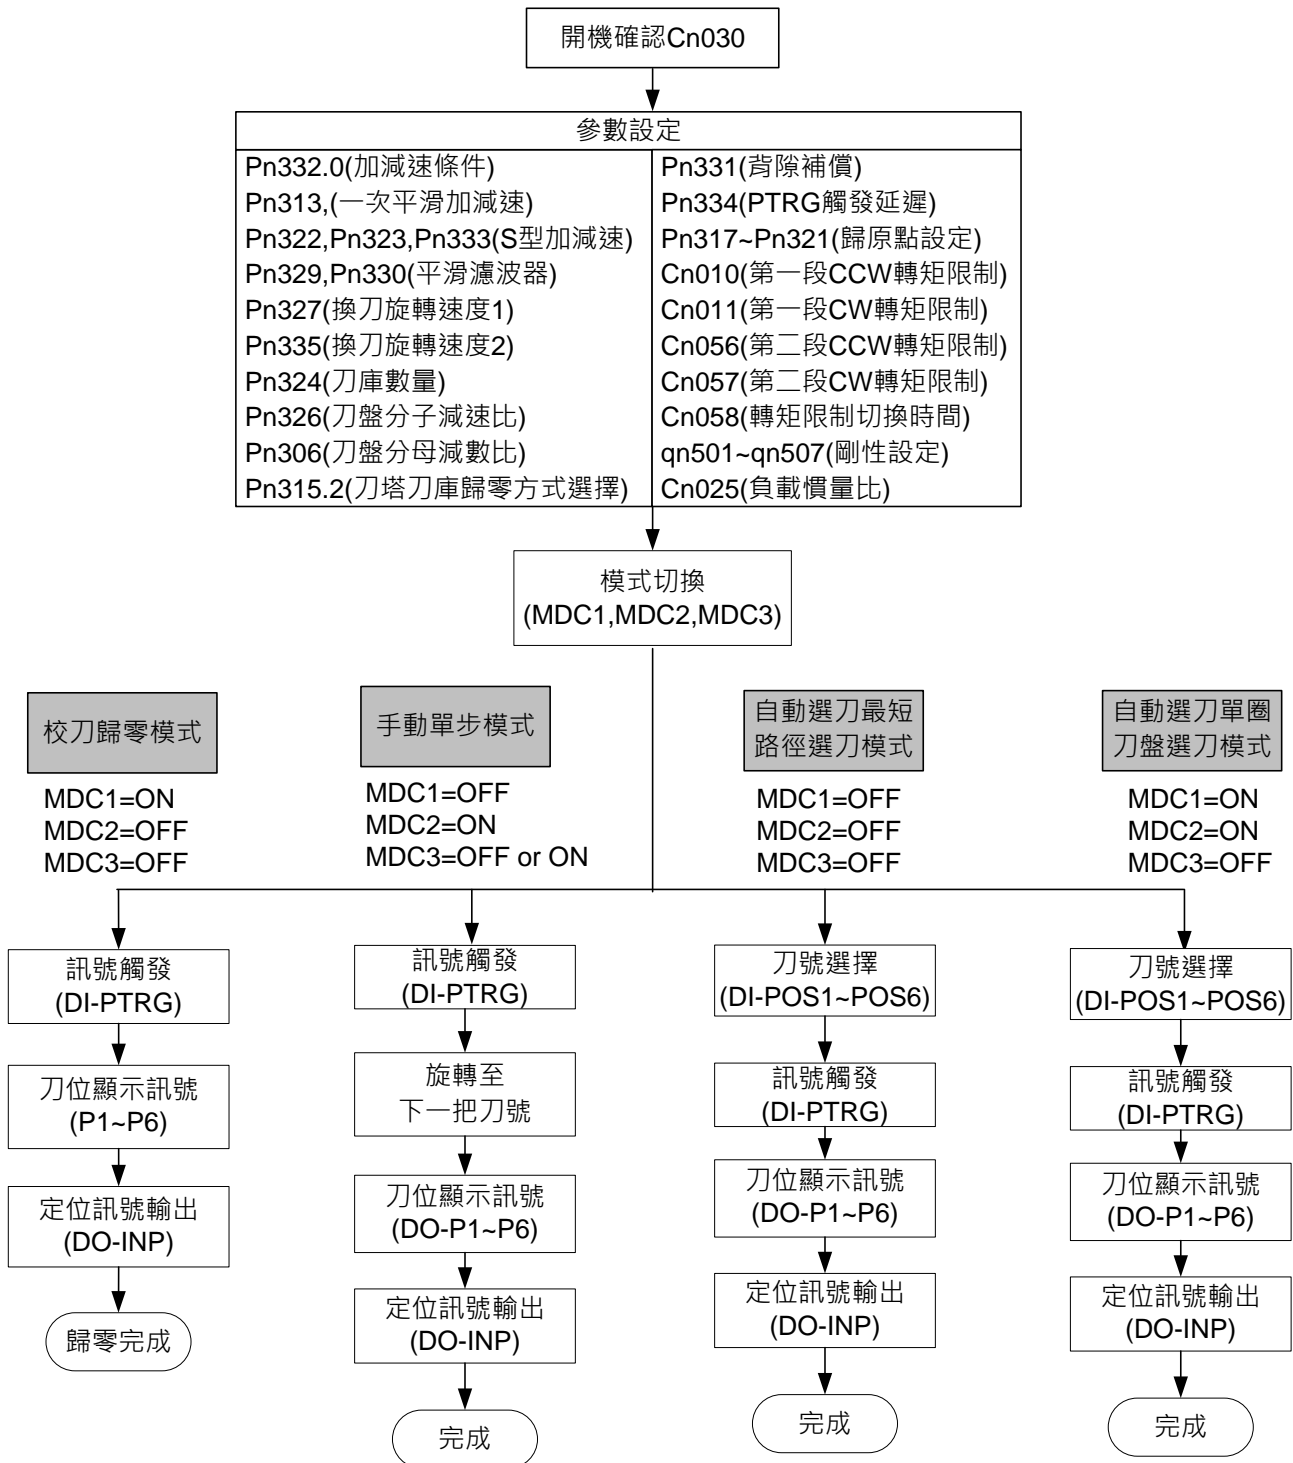 開機確認Cn030
參數設定
Pn332.0(加減速條件)
Pn313,(一次平滑加減速)
Pn322,Pn323,Pn333(S型加減速)
Pn329,Pn330(平滑濾波器)
Pn327(換刀旋轉速度1)
Pn335(換刀旋轉速度2)
Pn324(刀庫數量)
Pn326(刀盤分子減速比)
Pn306(刀盤分母減數比)
Pn315.2(刀塔刀庫歸零方式選擇)
Pn331(背隙補償)
Pn334(PTRG觸發延遲)
Pn317~Pn321(歸原點設定)
Cn010(第一段CCW轉矩限制)
Cn011(第一段CW轉矩限制)
Cn056(第二段CCW轉矩限制)
Cn057(第二段CW轉矩限制)
Cn058(轉矩限制切換時間)
qn501~qn507(剛性設定)
Cn025(負載慣量比)
模式切換
(MDC1,MDC2,MDC3)
校刀歸零模式
MDC1=ON
MDC2=OFF
MDC3=OFF
手動單步模式
MDC1=OFF
MDC2=ON
MDC3=OFF or ON
自動選刀最短
路徑選刀模式
MDC1=OFF
MDC2=OFF
MDC3=OFF
自動選刀單圈
刀盤選刀模式
MDC1=ON
MDC2=ON
MDC3=OFF
訊號觸發
(DI-PTRG)
刀位顯示訊號
(P1~P6)
定位訊號輸出
(DO-INP)
歸零完成
訊號觸發
(DI-PTRG)
旋轉至
下一把刀號
刀位顯示訊號
(DO-P1~P6)
定位訊號輸出
(DO-INP)
完成
刀號選擇
(DI-POS1~POS6)
訊號觸發
(DI-PTRG)
刀位顯示訊號
(DO-P1~P6)
定位訊號輸出
(DO-INP)
完成
刀號選擇
(DI-POS1~POS6)
訊號觸發
(DI-PTRG)
刀位顯示訊號
(DO-P1~P6)
定位訊號輸出
(DO-INP)
完成